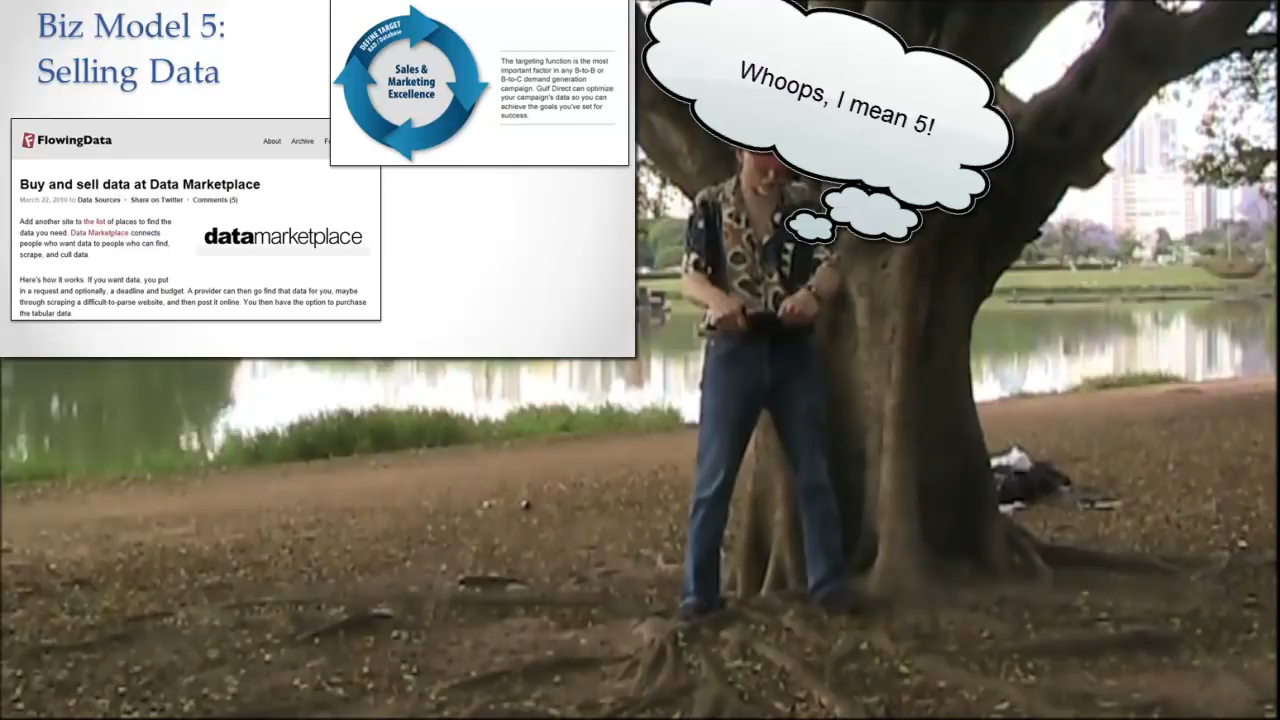 Biz Model 5:
Selling Data
DEFINE TARGET
RAD / Database
Sales &
Marketing
Excellence
The targeting function is the most
important factor in any B-to-B or
B-to-C demand generation
campaign. Gulf Direct can optimize
your campaign's data so you can
achieve the goals you've set for
success.
FlowingData
About Archive
Buy and sell data at Data Marketplace
March 22, 2010 to Data Sources • Share on Twitter • Comments (5)
Add another site to the list of places to find the
data you need. Data Marketplace connects
people who want data to people who can find,
scrape, and cull data.
datamarketplace
Here's how it works. If you want data, you put
in a request and optionally, a deadline and budget. A provider can then go find that data for you, maybe
through scraping a difficult-to-parse website, and then post it online. You then have the option to purchase
the tabular data.
Whoops, I mean 5!